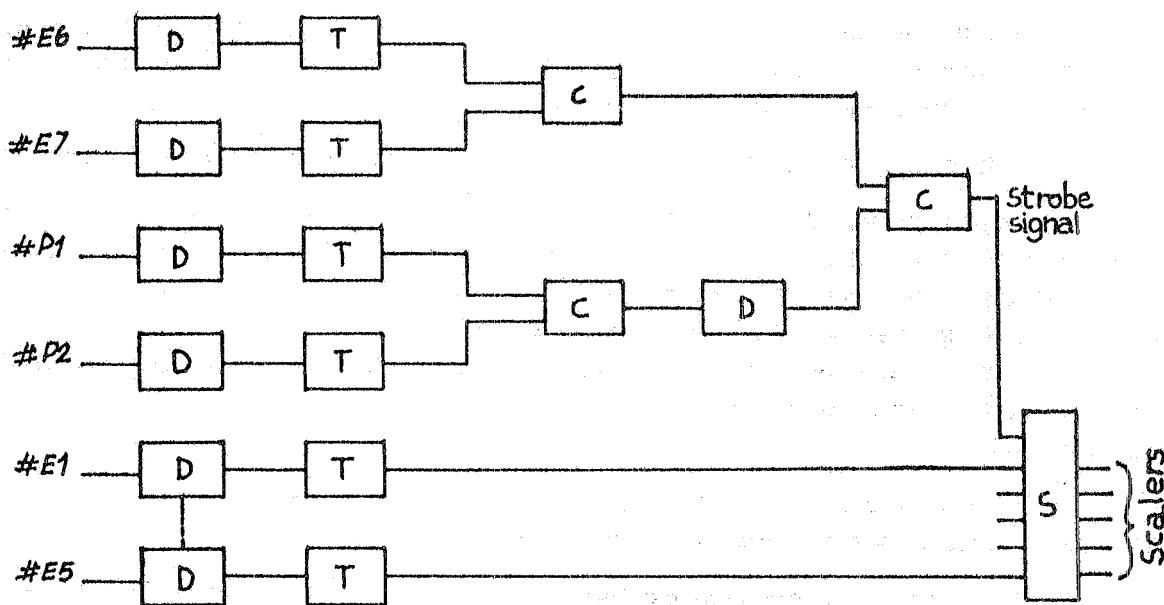 #E6 D T
C
#E7 D T
C
Strobe
signal
#P1 D T
C D
#P2 D T
#E1 D T
S
Scalers
#E5 D T